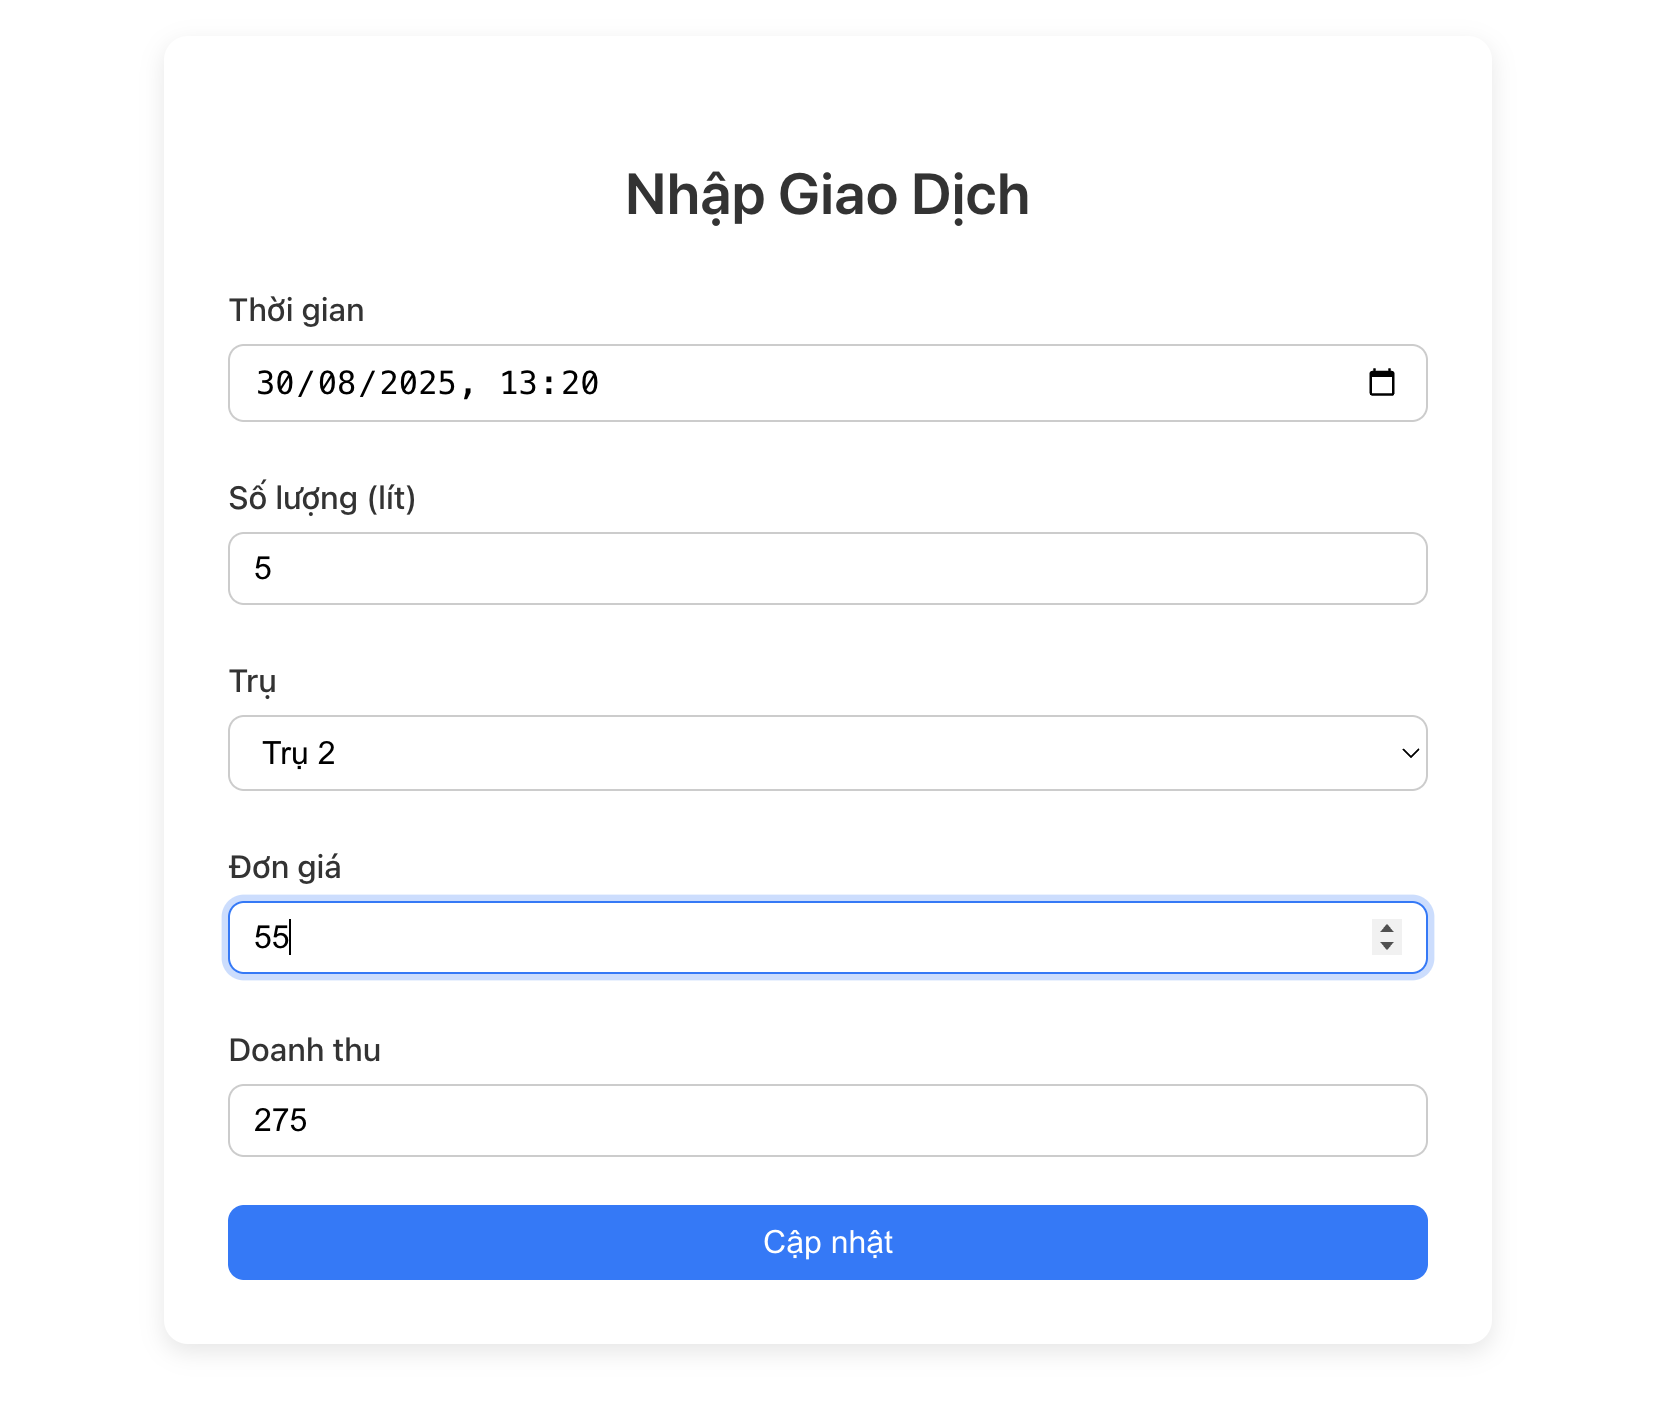 Nhập Giao Dịch
Thời gian
30/08/2025, 13:20
Số lượng (lít)
5
Trụ
Trụ 2
Đơn giá
55
Doanh thu
275
Cập nhật